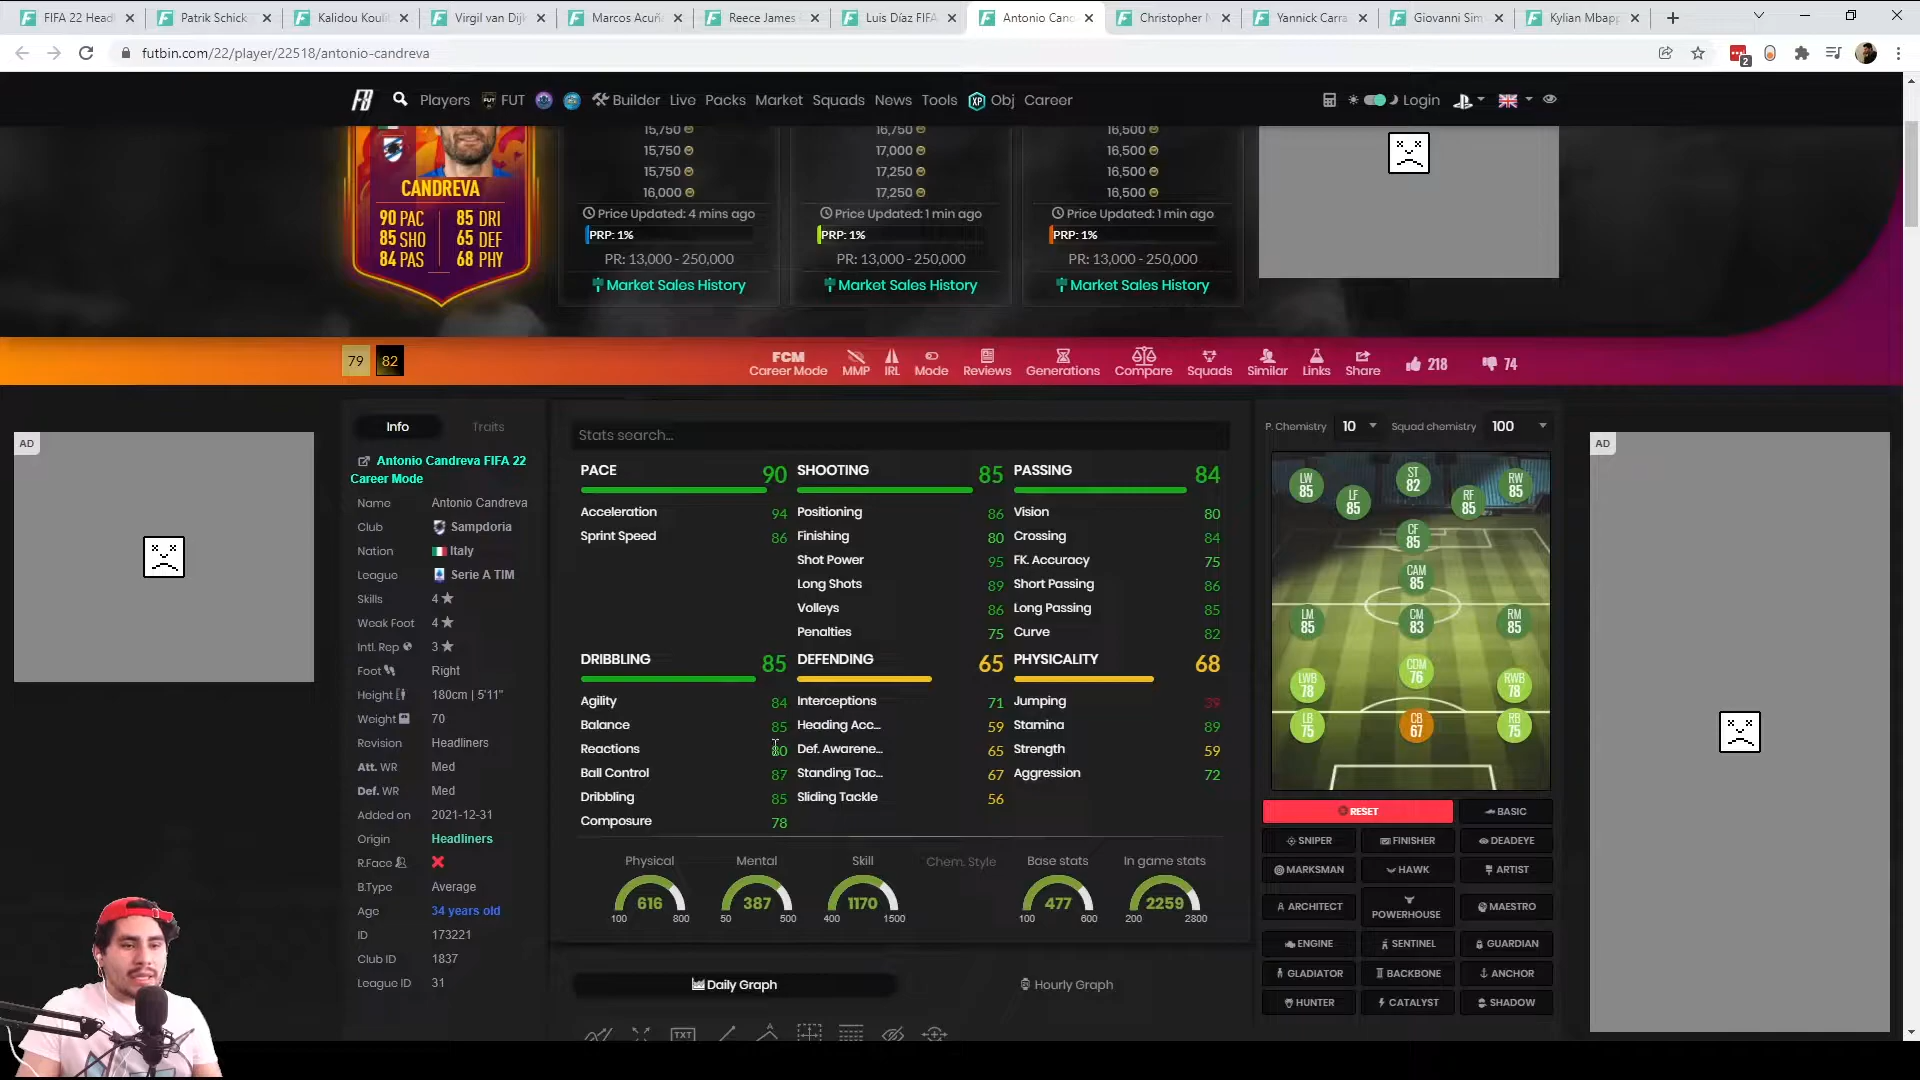 FIFA 22 Head
Patrik Schick
Kalidou Kouli
Virgil van Dij
Marcos Acuñ
Reece James
Luis Díaz FIFA
Antonio Canc
Christopher N
Yannick Carra
Giovanni Sim
Kylian Mbapp
futbin.com/22/player/22518/antonio-candreva
2
Players FUT Builder Live Packs Market Squads News Tools XP Obj Career Login
15,750 16,750 16,500
15,750 17,000 16,500
15,750 17,250 16,500
16,000 17,250 16,500
CANDREVA
90 PAC 85 DRI
85 SHO 65 DEF
84 PAS 68 PHY
Price Updated: 4 mins ago Price Updated: 1 min ago Price Updated: 1 min ago
PRP: 1% PRP: 1% PRP: 1%
PR: 13,000 - 250,000 PR: 13,000 - 250,000 PR: 13,000 - 250,000
Market Sales History Market Sales History Market Sales History
79 82
FCM
Career Mode MMP IRL Mode Reviews Generations Compare Squads Similar Links Share 218 74
AD
Info Traits
Antonio Candreva FIFA 22
Career Mode
Name Antonio Candreva
Club Sampdoria
Nation Italy
League Serie A TIM
Skills 4
Weak Foot 4
Intl. Rep 3
Foot Right
Height 180cm | 5'11"
Weight 70
Revision Headliners
Att. WR Med
Def. WR Med
Added on 2021-12-31
Origin Headliners
R.Face
B.Type Average
Age 34 years old
ID 173221
Club ID 1837
League ID 31
Stats search...
PACE 90
Acceleration 94
Sprint Speed 86
SHOOTING 85
Positioning 86
Finishing 80
Shot Power 95
Long Shots 89
Volleys 86
Penalties 75
PASSING 84
Vision 80
Crossing 84
FK. Accuracy 75
Short Passing 86
Long Passing 85
Curve 82
DRIBBLING 85
Agility 84
Balance 85
Reactions 80
Ball Control 87
Dribbling 85
Composure 78
DEFENDING 65
Interceptions 71
Heading Acc... 59
Def. Awarene... 65
Standing Tac... 67
Sliding Tackle 56
PHYSICALITY 68
Jumping 39
Stamina 89
Strength 59
Aggression 72
Physical Mental Skill Chem. Style Base stats In game stats
616 387 1170 477 2259
100 800 50 500 400 1500 100 600 200 2800
Daily Graph Hourly Graph
TXT
P. Chemistry 10 Squad chemistry 100
LW 85
ST 82
RW 85
LF 85
RF 85
CF 85
CAM 85
LM 85
CM 83
RM 85
CDM 76
LWB 78
RWB 78
LB 75
CB 67
RB 75
RESET BASIC
SNIPER FINISHER DEADEYE
MARKSMAN HAWK ARTIST
ARCHITECT POWERHOUSE MAESTRO
ENGINE SENTINEL GUARDIAN
GLADIATOR BACKBONE ANCHOR
HUNTER CATALYST SHADOW
AD